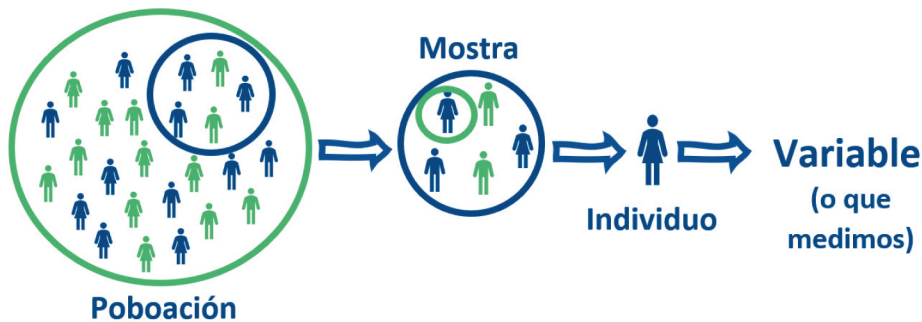 Mostra
Poboación
Individuo
Variable
(o que
medimos)